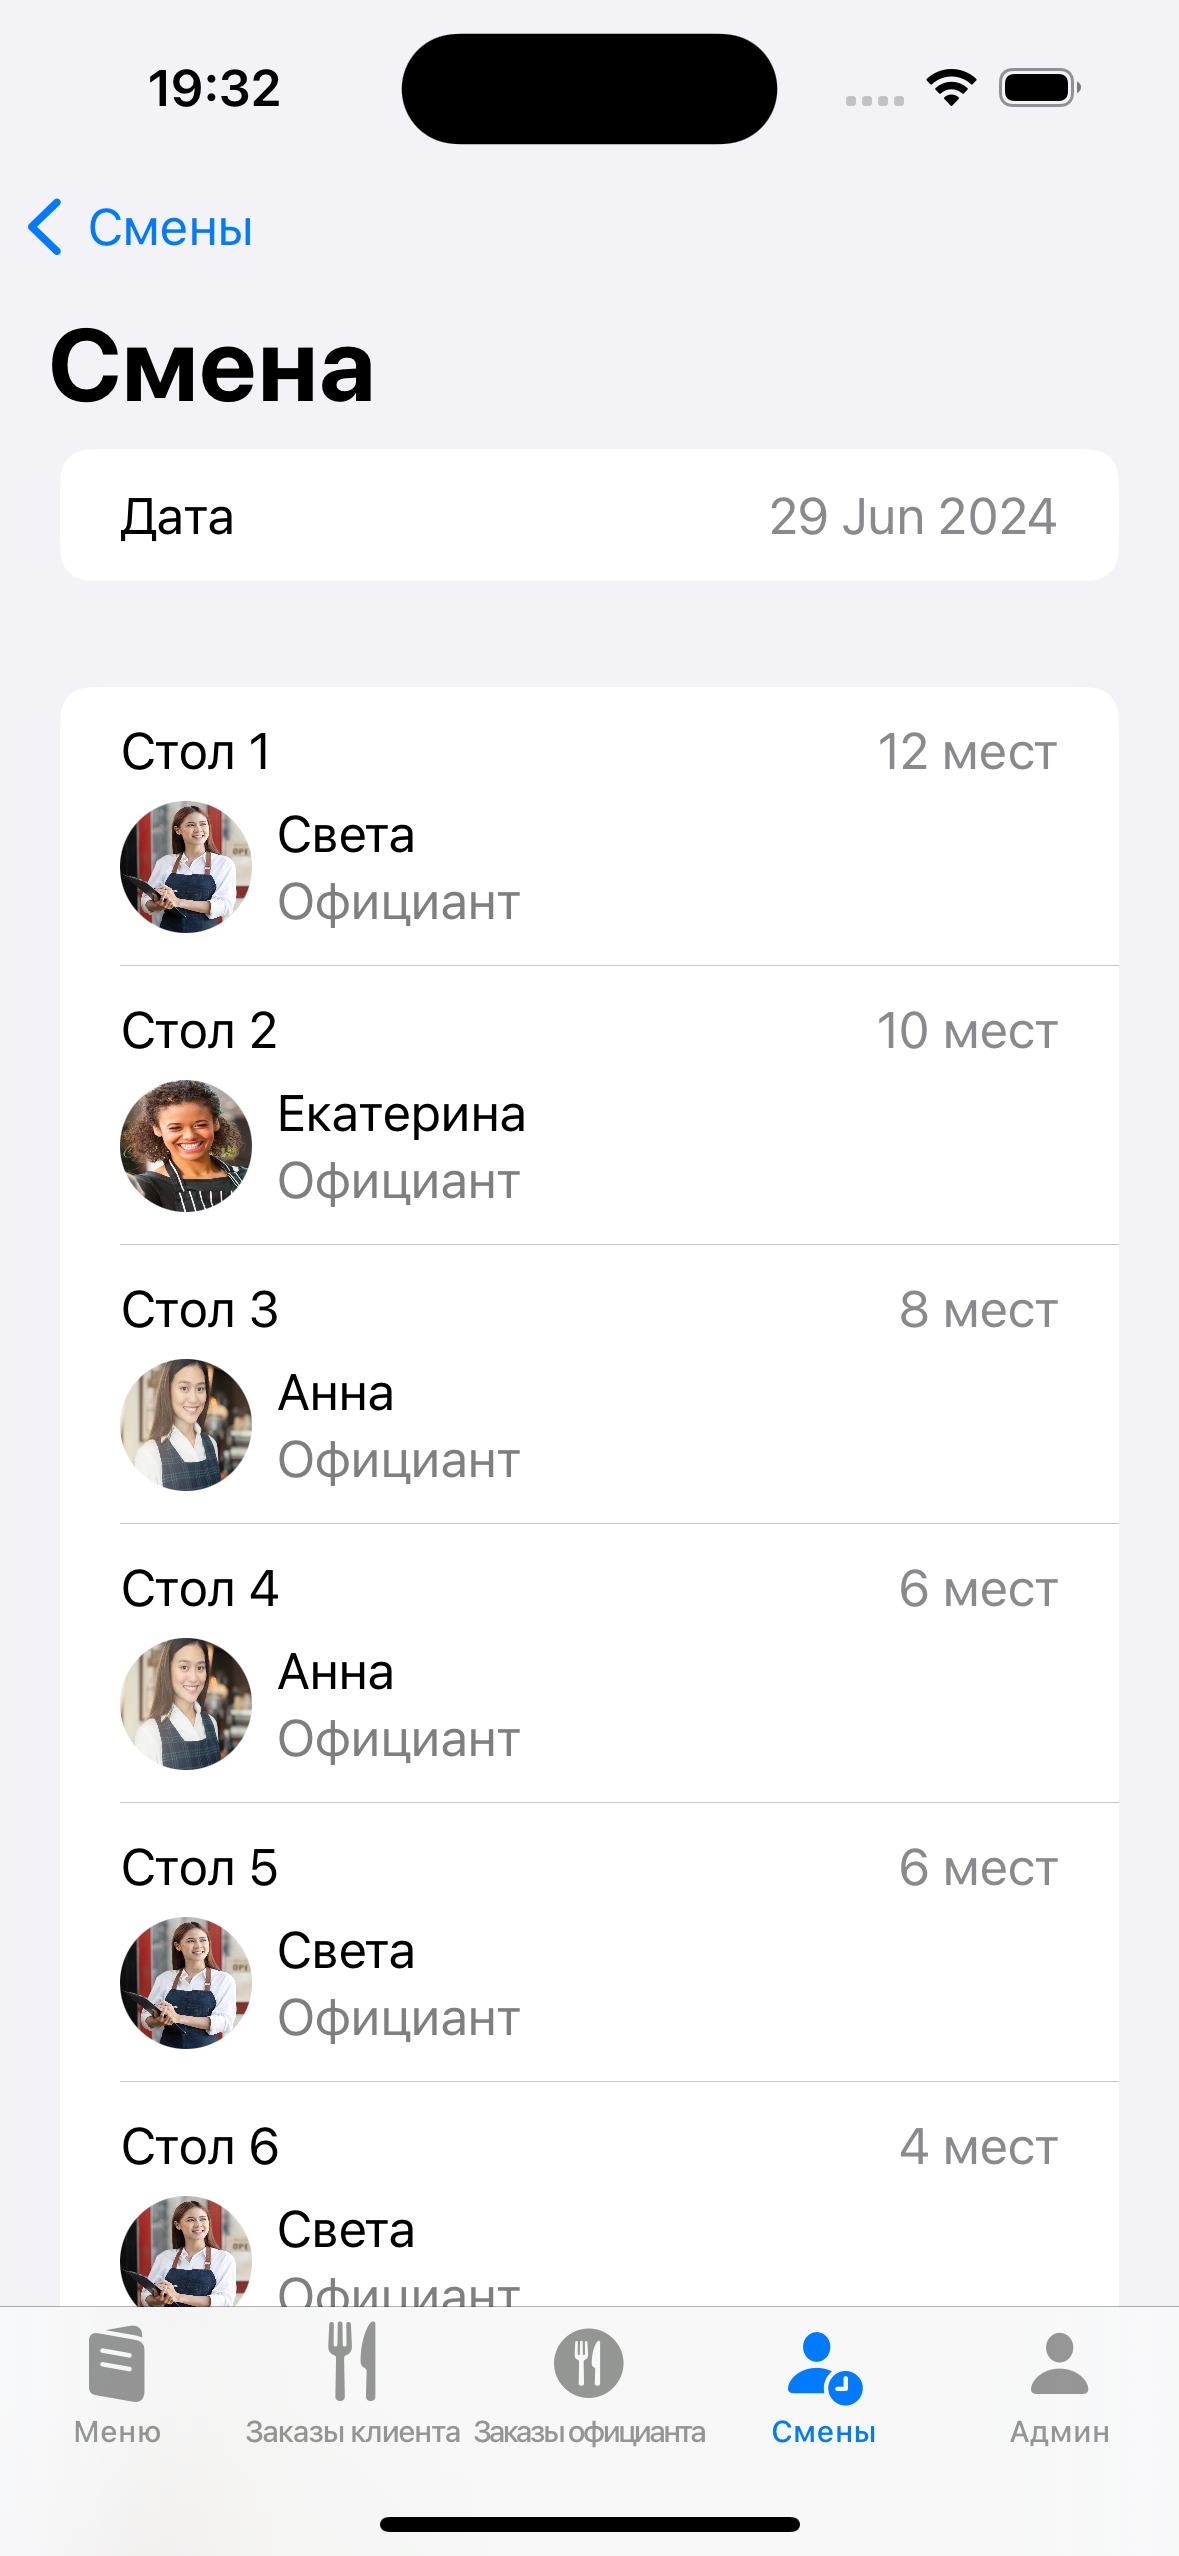 19:32
Смены
Смена
Дата 29 Jun 2024
Стол 1 12 мест
Света
Официант
Стол 2 10 мест
Екатерина
Официант
Стол 3 8 мест
Анна
Официант
Стол 4 6 мест
Анна
Официант
Стол 5 6 мест
Света
Официант
Стол 6 4 мест
Света
Официант
Меню Заказы клиента Заказы официанта Смены Админ